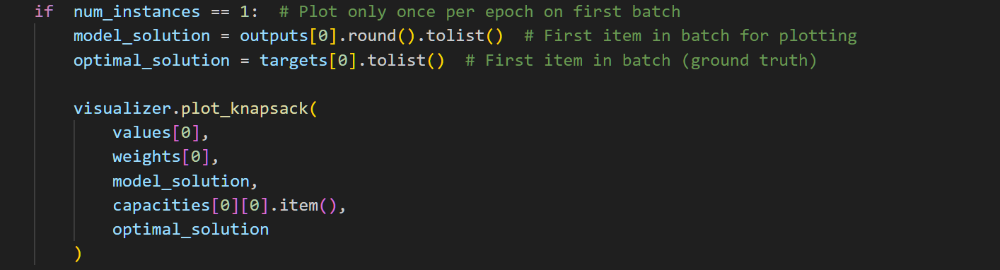 if num_instances == 1:  # Plot only once per epoch on first batch
    model_solution = outputs[0].round().tolist()  # First item in batch for plotting
    optimal_solution = targets[0].tolist()  # First item in batch (ground truth)

    visualizer.plot_knapsack(
        values[0],
        weights[0],
        model_solution,
        capacities[0][0].item(),
        optimal_solution
    )